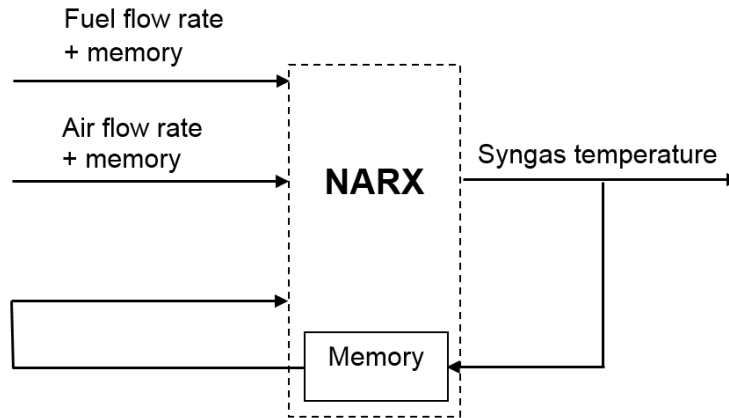 Fuel flow rate
+ memory
Air flow rate
+ memory
NARX
Syngas temperature
Memory